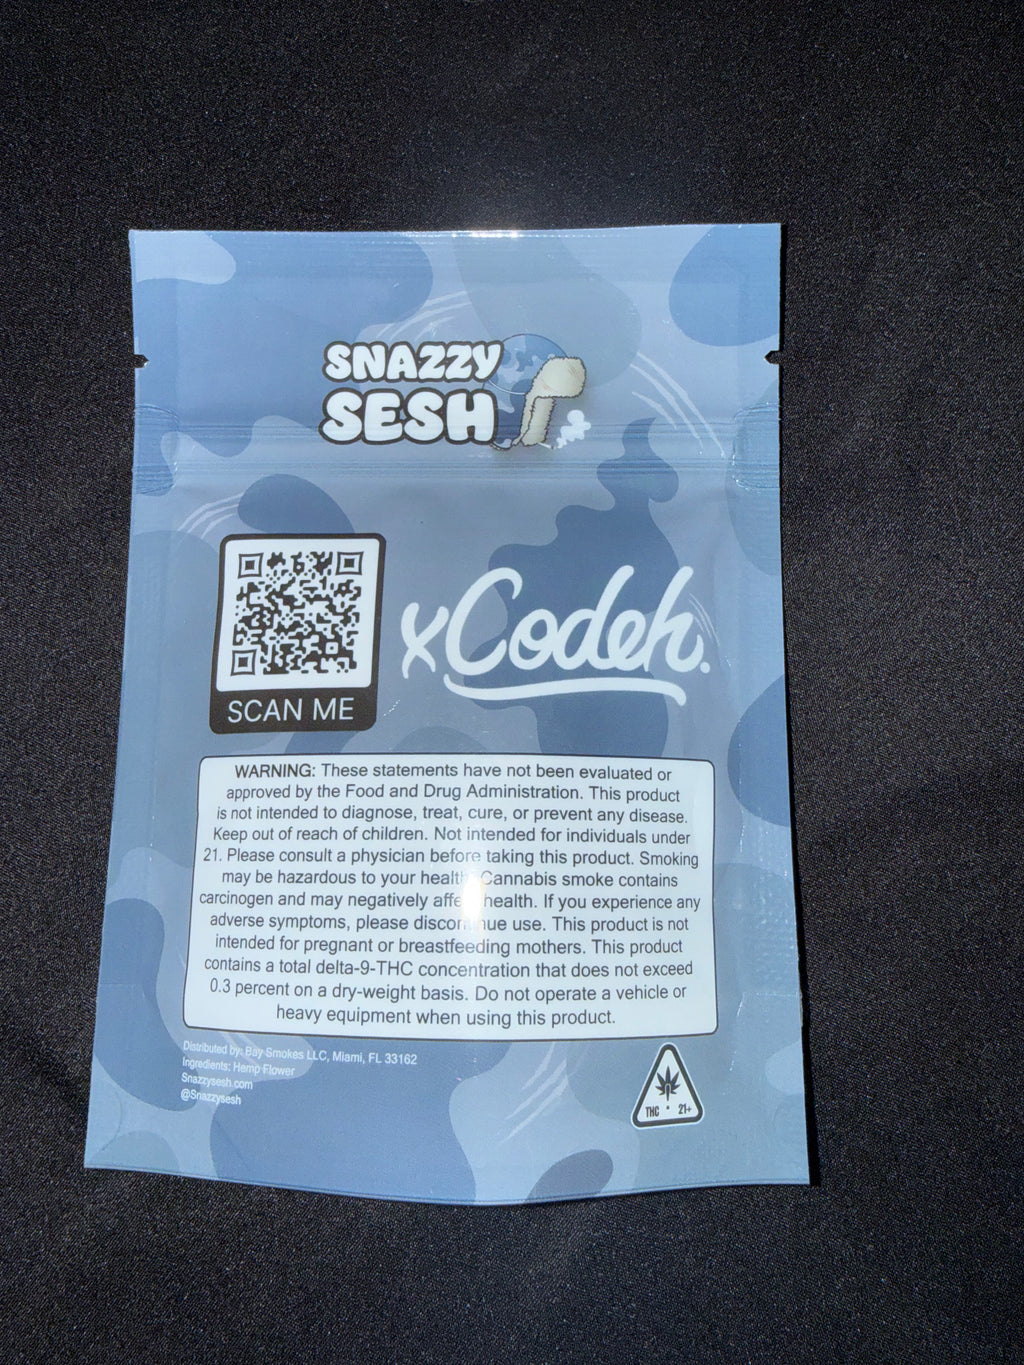 SNAZZY
SESH
SCAN ME
xCodeh.
WARNING: These statements have not been evaluated or
approved by the Food and Drug Administration. This product
is not intended to diagnose, treat, cure, or prevent any disease.
Keep out of reach of children. Not intended for individuals under
21. Please consult a physician before taking this product. Smoking
may be hazardous to your health. Cannabis smoke contains
carcinogen and may negatively affect health. If you experience any
adverse symptoms, please discontinue use. This product is not
intended for pregnant or breastfeeding mothers. This product
contains a total delta-9-THC concentration that does not exceed
0.3 percent on a dry-weight basis. Do not operate a vehicle or
heavy equipment when using this product.
Distributed by: Bay Smokes LLC, Miami, FL 33162
Ingredients: Hemp Flower
Snazzysesh.com
@Snazzysesh
THC • 21+